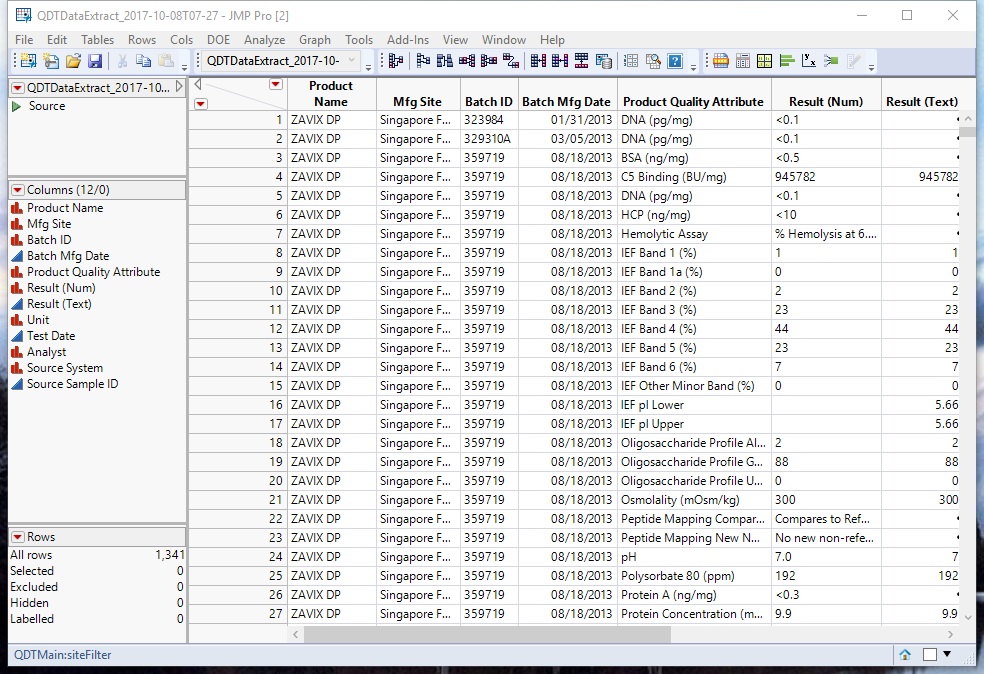 QDTDataExtract_2017-10-08T07-27 - JMP Pro [2]
File Edit Tables Rows Cols DOE Analyze Graph Tools Add-Ins View Window Help
QDTDataExtract_2017-10-
QDTDataExtract_2017-10...
Source
Columns (12/0)
Product Name
Mfg Site
Batch ID
Batch Mfg Date
Product Quality Attribute
Result (Num)
Result (Text)
Unit
Test Date
Analyst
Source System
Source Sample ID
Rows
All rows 1,341
Selected 0
Excluded 0
Hidden 0
Labelled 0
Product Name Mfg Site Batch ID Batch Mfg Date Product Quality Attribute Result (Num) Result (Text)
1 ZAVIX DP Singapore F... 323984 01/31/2013 DNA (pg/mg) <0.1 •
2 ZAVIX DP Singapore F... 329310A 03/05/2013 DNA (pg/mg) <0.1 •
3 ZAVIX DP Singapore F... 359719 08/18/2013 BSA (ng/mg) <0.5 •
4 ZAVIX DP Singapore F... 359719 08/18/2013 C5 Binding (BU/mg) 945782 945782
5 ZAVIX DP Singapore F... 359719 08/18/2013 DNA (pg/mg) <0.1 •
6 ZAVIX DP Singapore F... 359719 08/18/2013 HCP (ng/mg) <10 •
7 ZAVIX DP Singapore F... 359719 08/18/2013 Hemolytic Assay % Hemolysis at 6.... •
8 ZAVIX DP Singapore F... 359719 08/18/2013 IEF Band 1 (%) 1 1
9 ZAVIX DP Singapore F... 359719 08/18/2013 IEF Band 1a (%) 0 0
10 ZAVIX DP Singapore F... 359719 08/18/2013 IEF Band 2 (%) 2 2
11 ZAVIX DP Singapore F... 359719 08/18/2013 IEF Band 3 (%) 23 23
12 ZAVIX DP Singapore F... 359719 08/18/2013 IEF Band 4 (%) 44 44
13 ZAVIX DP Singapore F... 359719 08/18/2013 IEF Band 5 (%) 23 23
14 ZAVIX DP Singapore F... 359719 08/18/2013 IEF Band 6 (%) 7 7
15 ZAVIX DP Singapore F... 359719 08/18/2013 IEF Other Minor Band (%) 0 0
16 ZAVIX DP Singapore F... 359719 08/18/2013 IEF pI Lower 5.66
17 ZAVIX DP Singapore F... 359719 08/18/2013 IEF pI Upper 5.66
18 ZAVIX DP Singapore F... 359719 08/18/2013 Oligosaccharide Profile Al... 2 2
19 ZAVIX DP Singapore F... 359719 08/18/2013 Oligosaccharide Profile G... 88 88
20 ZAVIX DP Singapore F... 359719 08/18/2013 Oligosaccharide Profile U... 0 0
21 ZAVIX DP Singapore F... 359719 08/18/2013 Osmolality (mOsm/kg) 300 300
22 ZAVIX DP Singapore F... 359719 08/18/2013 Peptide Mapping Compar... Compares to Ref... •
23 ZAVIX DP Singapore F... 359719 08/18/2013 Peptide Mapping New N... No new non-refe... •
24 ZAVIX DP Singapore F... 359719 08/18/2013 pH 7.0 7
25 ZAVIX DP Singapore F... 359719 08/18/2013 Polysorbate 80 (ppm) 192 192
26 ZAVIX DP Singapore F... 359719 08/18/2013 Protein A (ng/mg) <0.3 •
27 ZAVIX DP Singapore F... 359719 08/18/2013 Protein Concentration (m... 9.9 9.9
QDTMain:siteFilter